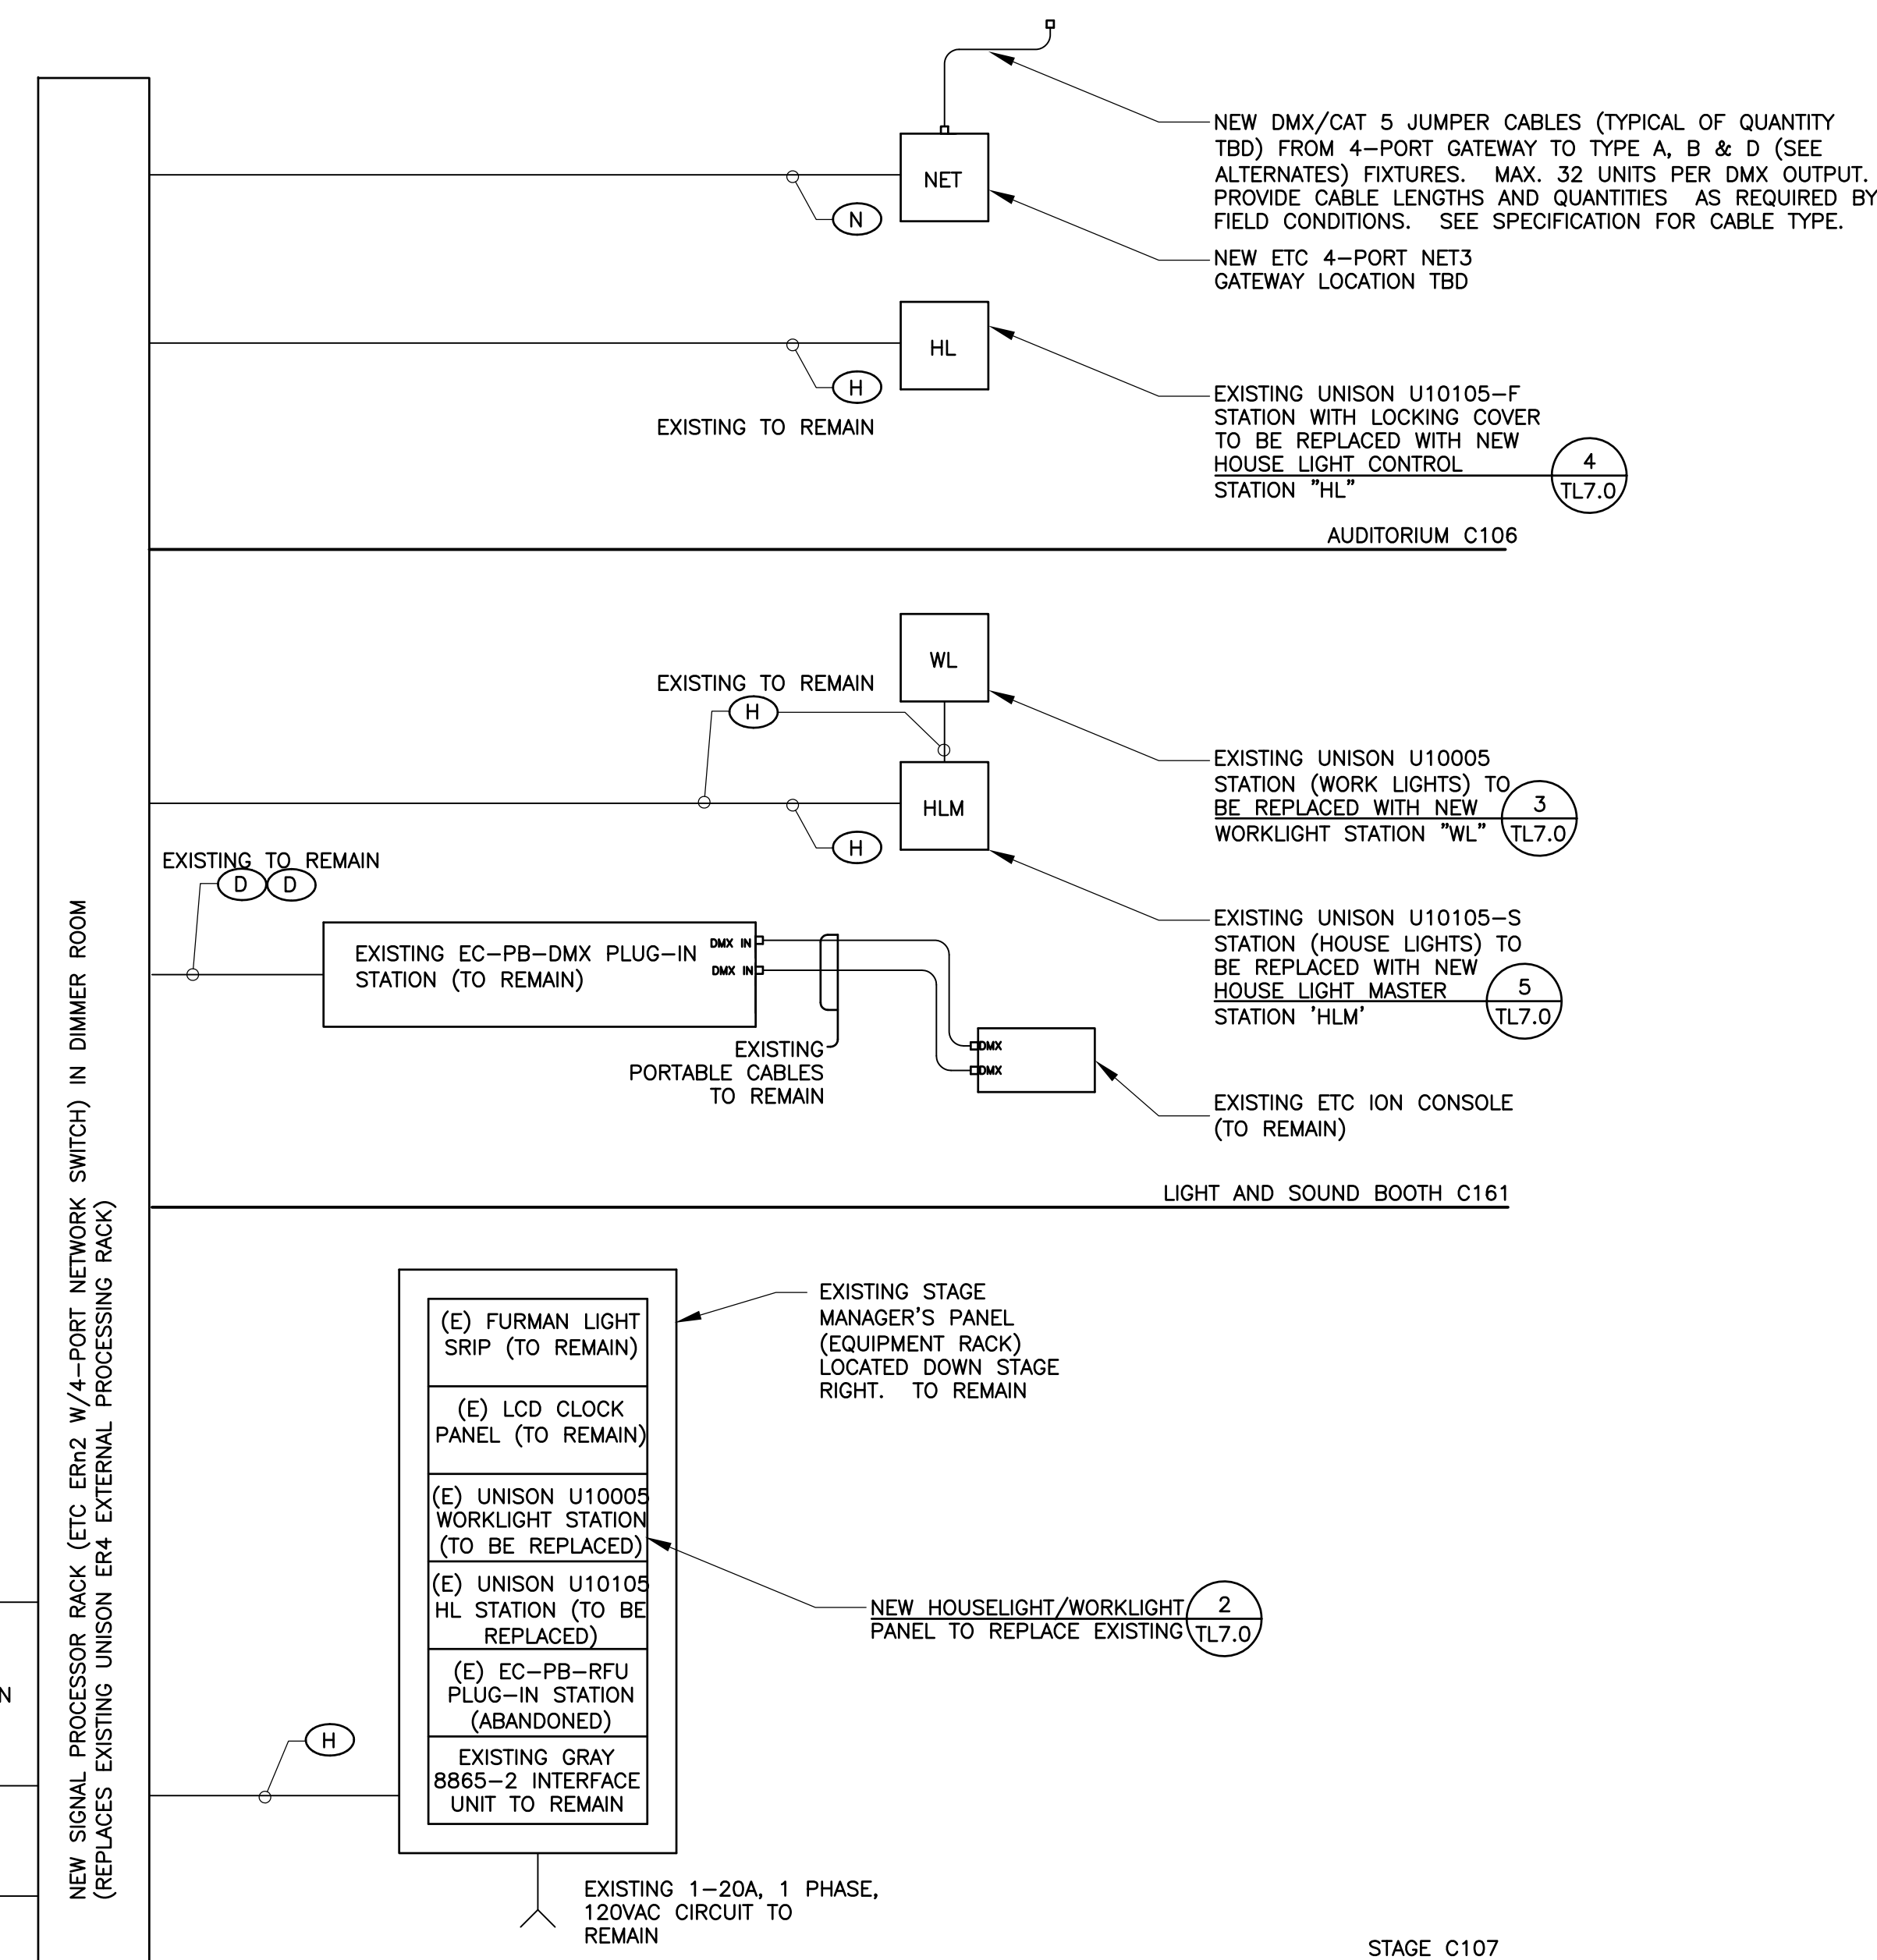 NEW DMX/CAT 5 JUMPER CABLES (TYPICAL OF QUANTITY
TBD) FROM 4-PORT GATEWAY TO TYPE A, B & D (SEE
ALTERNATES) FIXTURES. MAX. 32 UNITS PER DMX OUTPUT.
PROVIDE CABLE LENGTHS AND QUANTITIES AS REQUIRED BY
FIELD CONDITIONS. SEE SPECIFICATION FOR CABLE TYPE.
NET
N
NEW ETC 4-PORT NET3
GATEWAY LOCATION TBD
HL
H
EXISTING TO REMAIN
EXISTING UNISON U10105-F
STATION WITH LOCKING COVER
TO BE REPLACED WITH NEW
HOUSE LIGHT CONTROL
STATION "HL"
4
TL7.0
AUDITORIUM C106
WL
EXISTING TO REMAIN
H
EXISTING UNISON U10005
STATION (WORK LIGHTS) TO
BE REPLACED WITH NEW
WORKLIGHT STATION "WL"
3
TL7.0
HLM
H
EXISTING TO REMAIN
D
D
EXISTING EC-PB-DMX PLUG-IN
STATION (TO REMAIN)
DMX IN
DMX IN
EXISTING UNISON U10105-S
STATION (HOUSE LIGHTS) TO
BE REPLACED WITH NEW
HOUSE LIGHT MASTER
STATION 'HLM'
5
TL7.0
EXISTING
PORTABLE CABLES
TO REMAIN
DMX
DMX
EXISTING ETC ION CONSOLE
(TO REMAIN)
LIGHT AND SOUND BOOTH C161
NEW SIGNAL PROCESSOR RACK (ETC ERn2 W/4-PORT NETWORK SWITCH) IN DIMMER ROOM
(REPLACES EXISTING UNISON ER4 EXTERNAL PROCESSING RACK)
(E) FURMAN LIGHT
SRIP (TO REMAIN)
(E) LCD CLOCK
PANEL (TO REMAIN)
(E) UNISON U10005
WORKLIGHT STATION
(TO BE REPLACED)
(E) UNISON U10105
HL STATION (TO BE
REPLACED)
(E) EC-PB-RFU
PLUG-IN STATION
(ABANDONED)
EXISTING GRAY
8865-2 INTERFACE
UNIT TO REMAIN
EXISTING STAGE
MANAGER'S PANEL
(EQUIPMENT RACK)
LOCATED DOWN STAGE
RIGHT. TO REMAIN
NEW HOUSELIGHT/WORKLIGHT
PANEL TO REPLACE EXISTING
2
TL7.0
N
H
EXISTING 1-20A, 1 PHASE,
120VAC CIRCUIT TO
REMAIN
STAGE C107